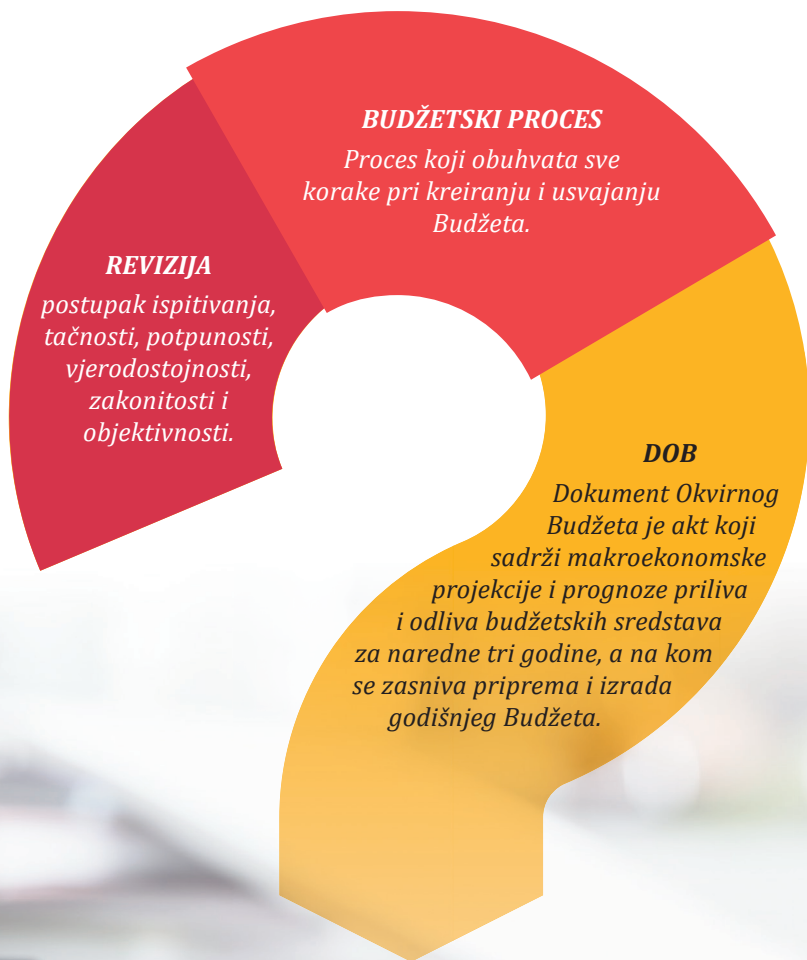 BUDŽETSKI PROCES
Proces koji obuhvata sve
korake pri kreiranju i usvajanju
Budžeta.
REVIZIJA
postupak ispitivanja,
tačnosti, potpunosti,
vjerodostojnosti,
zakonitosti i
objektivnosti.
DOB
Dokument Okvirnog
Budžeta je akt koji
sadrži makroekonomske
projekcije i prognoze priliva
i odliva budžetskih sredstava
za naredne tri godine, a na kom
se zasniva priprema i izrada
godišnjeg Budžeta.